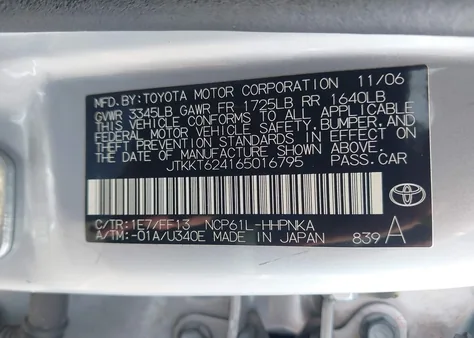 MFD. BY: TOYOTA MOTOR CORPORATION 11/06
GVWR 3345LB GAWR FR 1725LB RR 1640LB
THIS VEHICLE CONFORMS TO ALL APPLICABLE
FEDERAL MOTOR VEHICLE SAFETY, BUMPER, AND
THEFT PREVENTION STANDARDS IN EFFECT ON
THE DATE OF MANUFACTURE SHOWN ABOVE.
JTKKT624165016795 PASS.CAR
C/TR:1E7/FF13 NCP61L-HHPNKA
A/TM:-01A/U340E MADE IN JAPAN 839 A